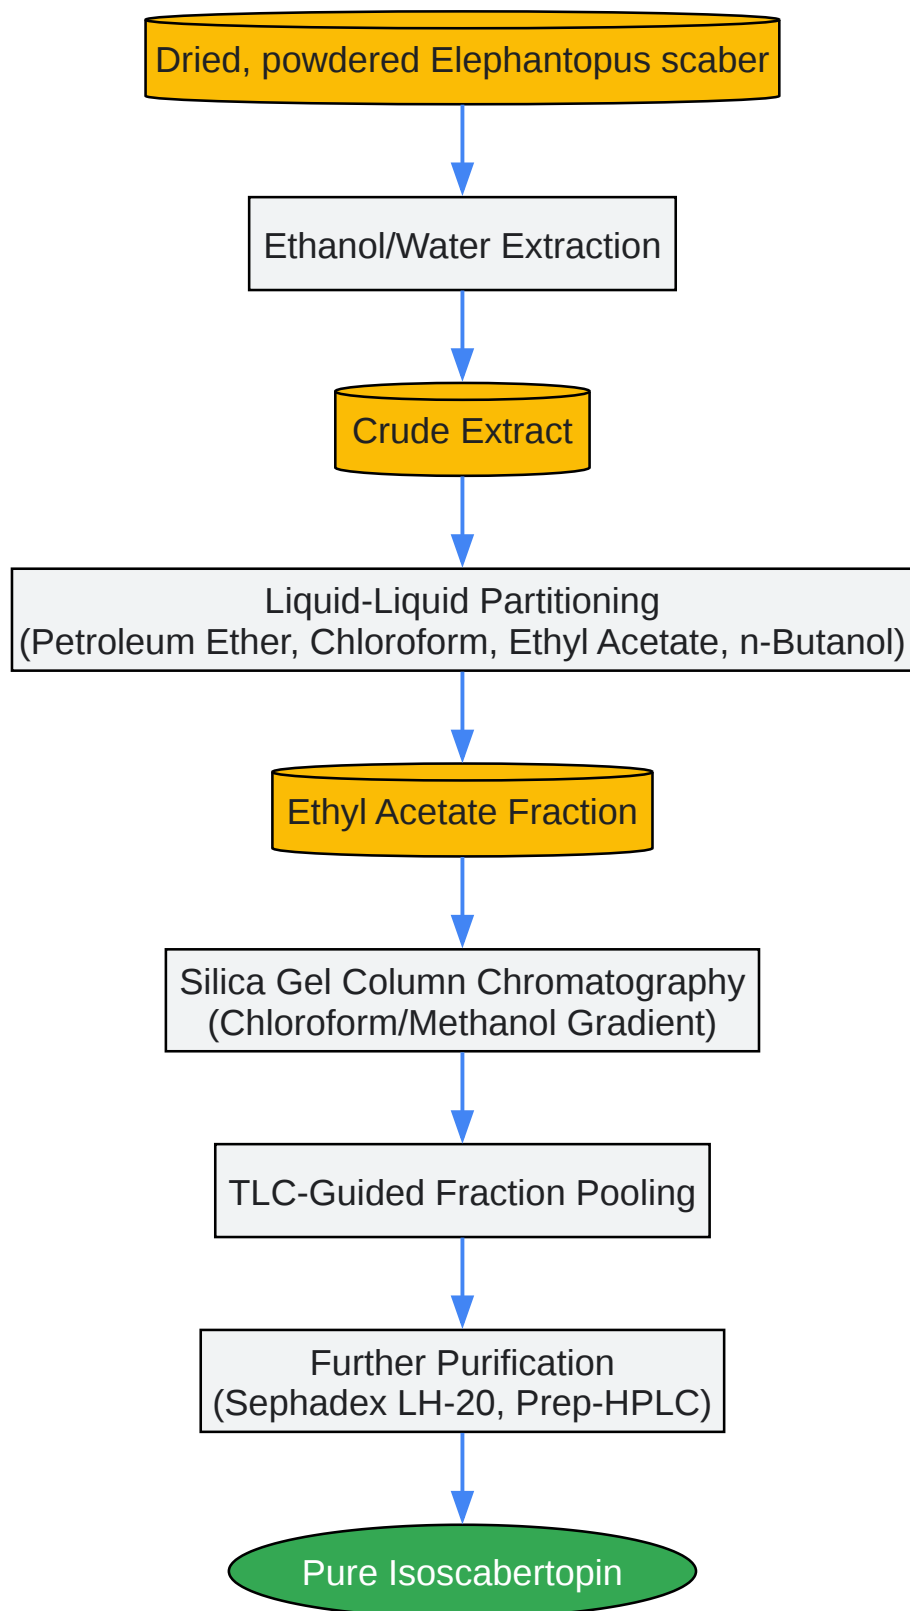 Dried, powdered Elephantopus scaber
Ethanol/Water Extraction
Crude Extract
Liquid-Liquid Partitioning
(Petroleum Ether, Chloroform, Ethyl Acetate, n-Butanol)
Ethyl Acetate Fraction
Silica Gel Column Chromatography
(Chloroform/Methanol Gradient)
TLC-Guided Fraction Pooling
Further Purification
(Sephadex LH-20, Prep-HPLC)
Pure Isoscabertopin